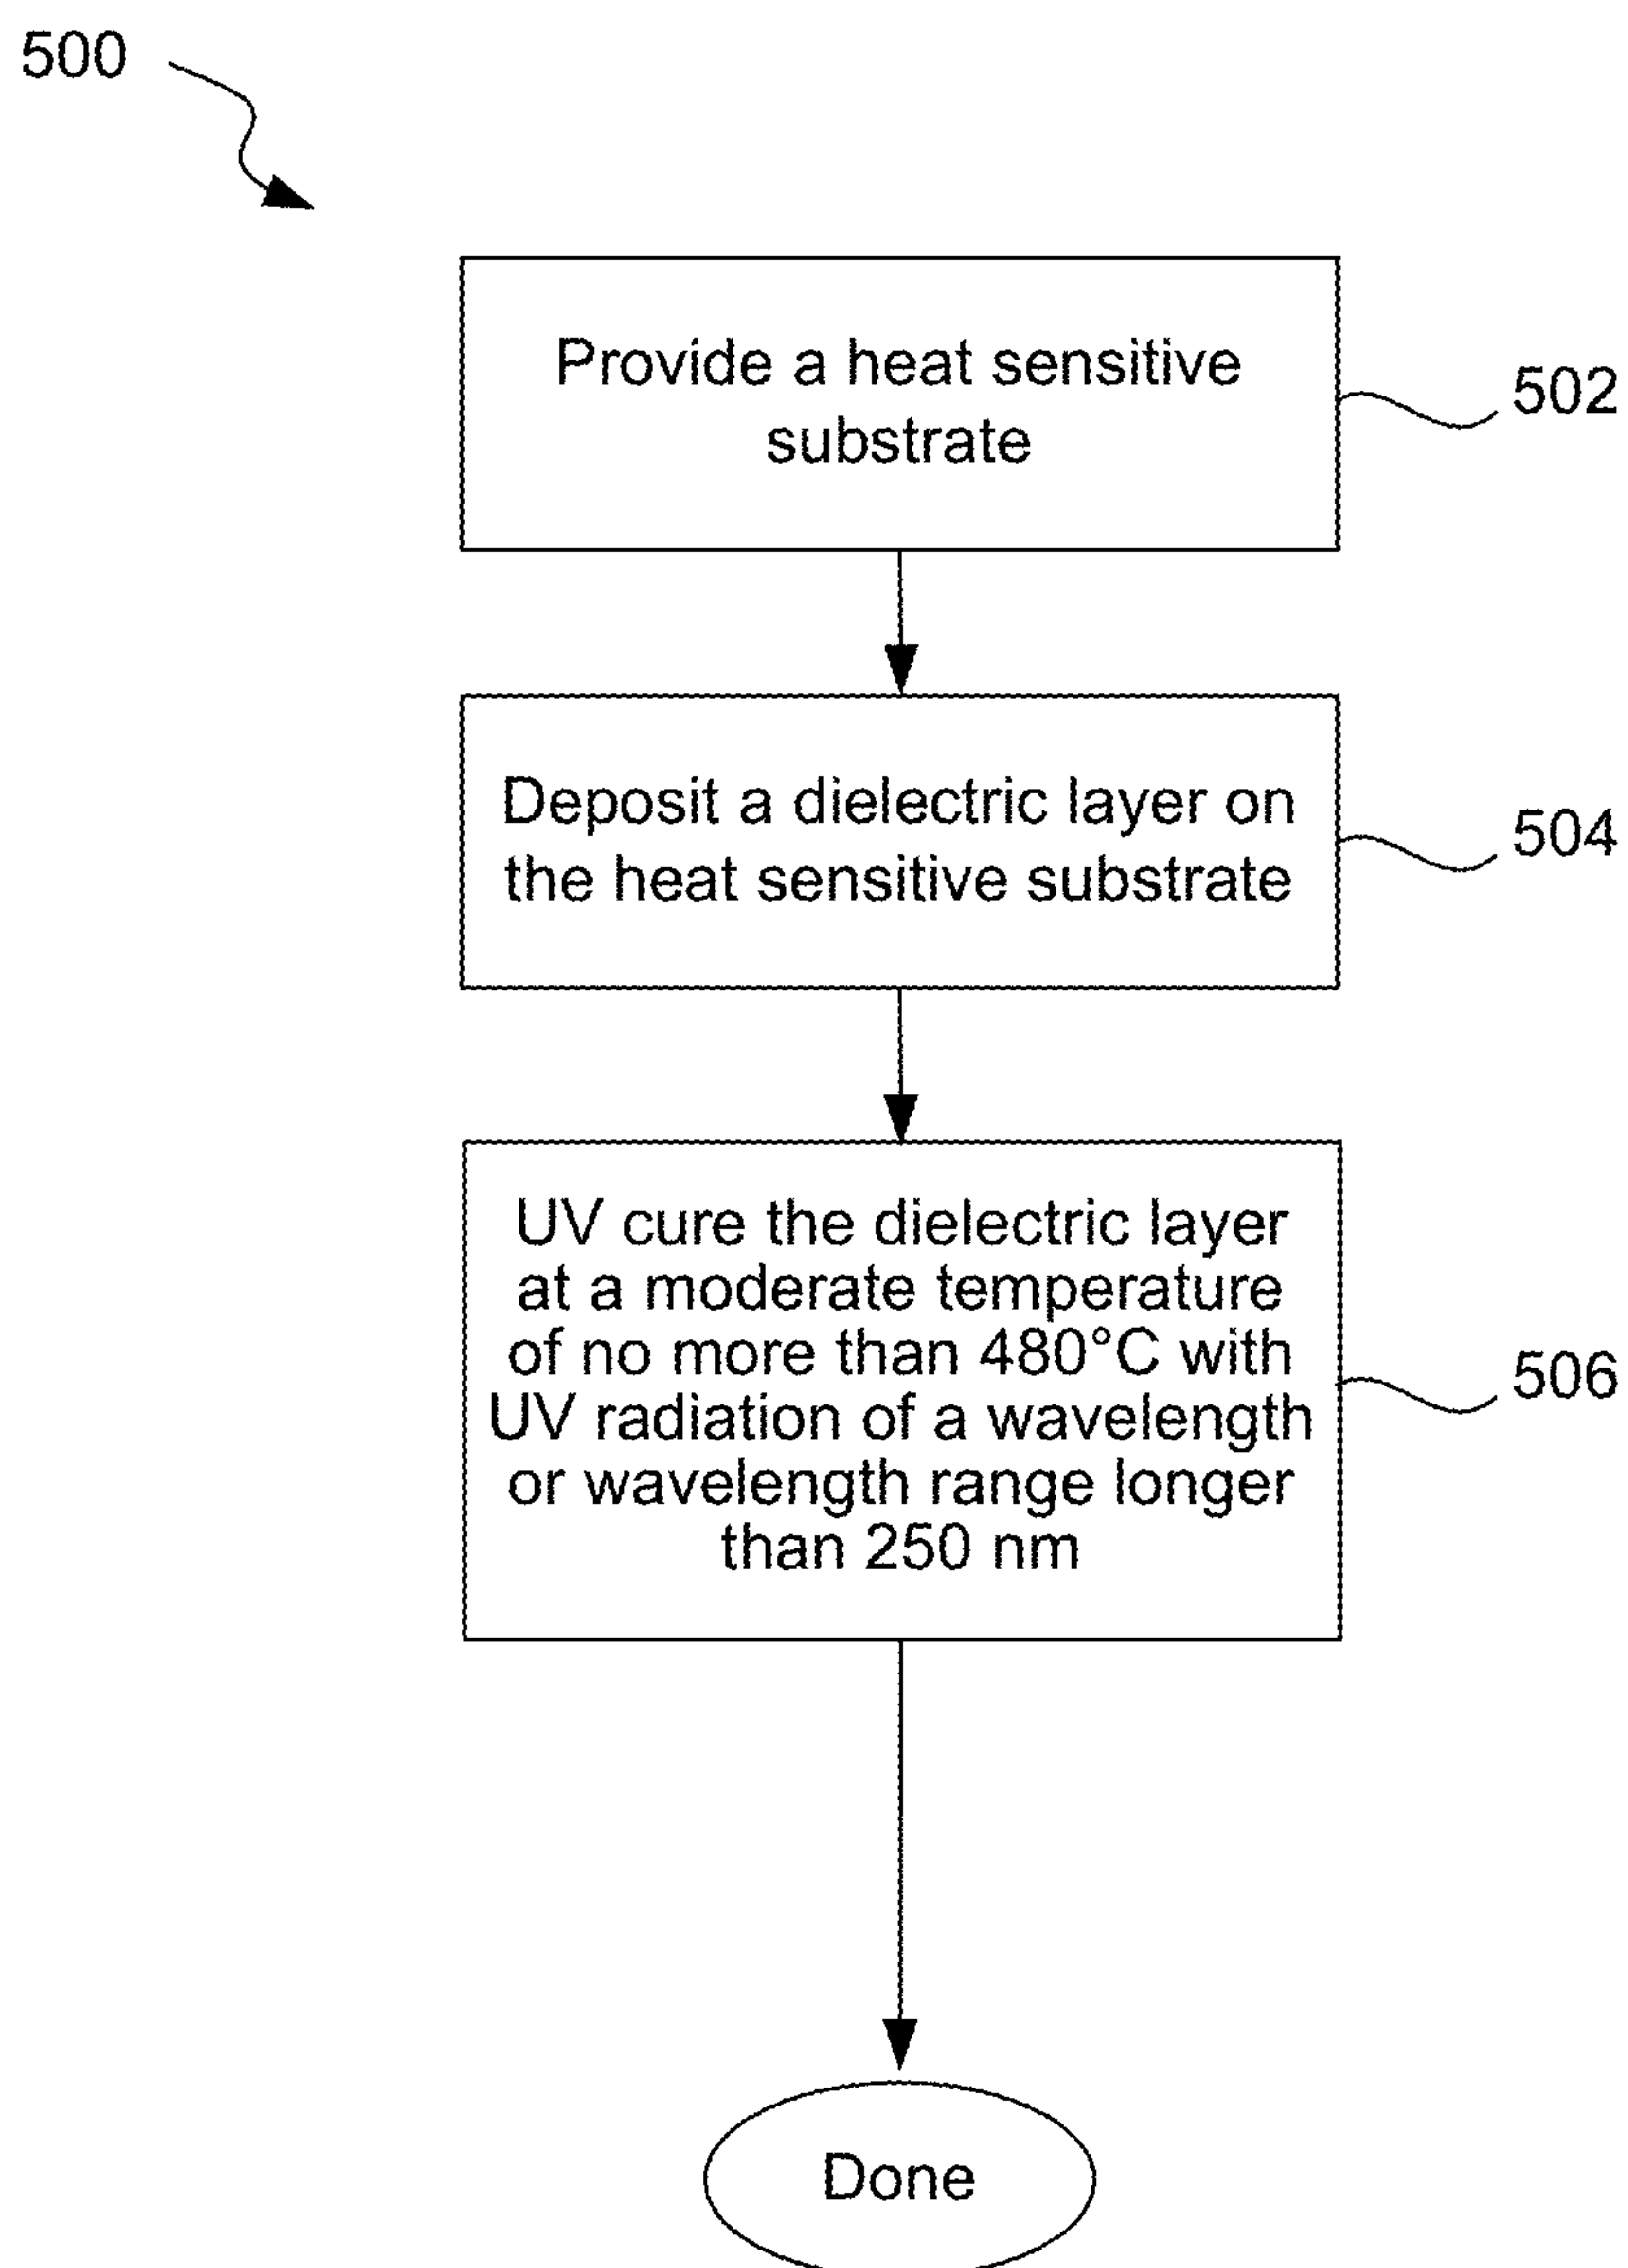 500
Provide a heat sensitive
substrate
502
Deposit a dielectric layer on
the heat sensitive substrate
504
UV cure the dielectric layer
at a moderate temperature
of no more than 480°C with
UV radiation of a wavelength
or wavelength range longer
than 250 nm
506
Done